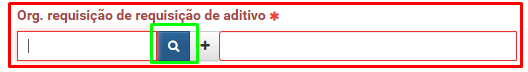 Org. requisição de requisição de aditivo ✱